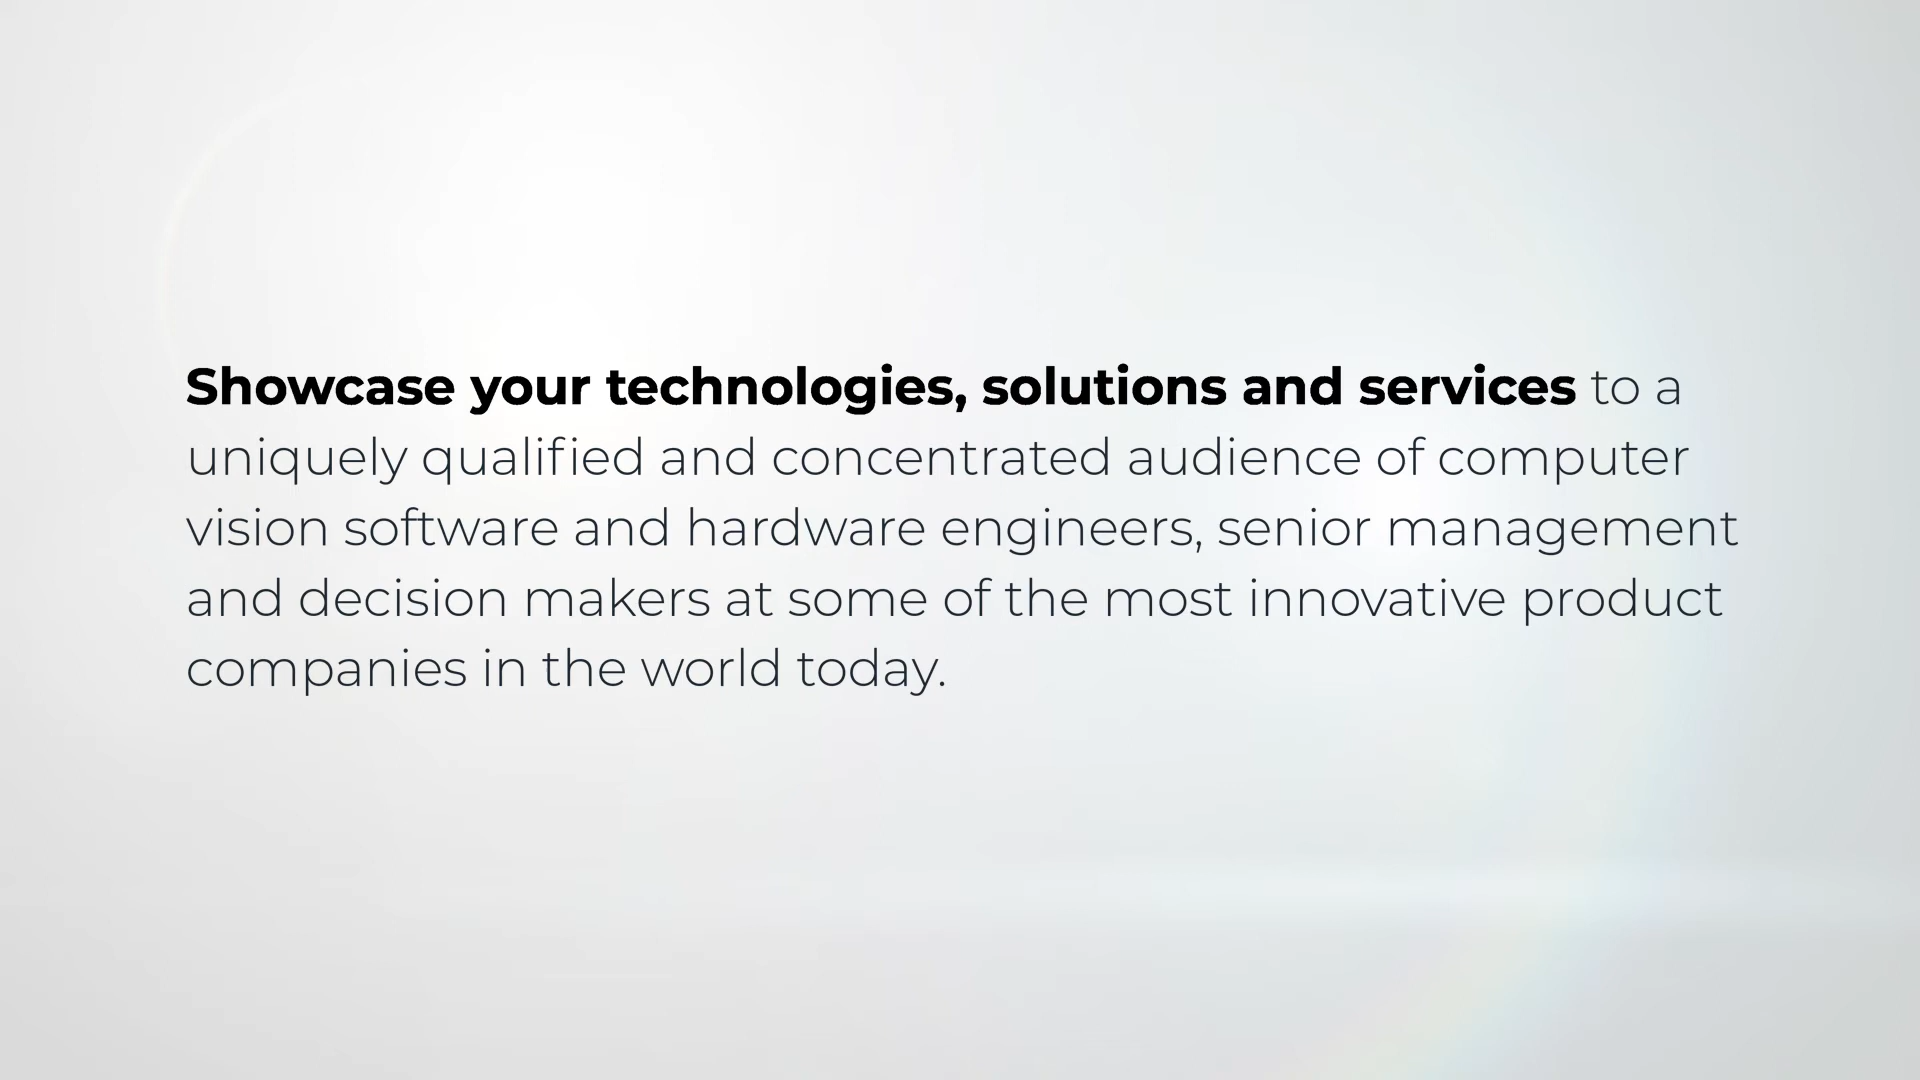 Showcase your technologies, solutions and services to a
uniquely qualified and concentrated audience of computer
vision software and hardware engineers, senior management
and decision makers at some of the most innovative product
companies in the world today.